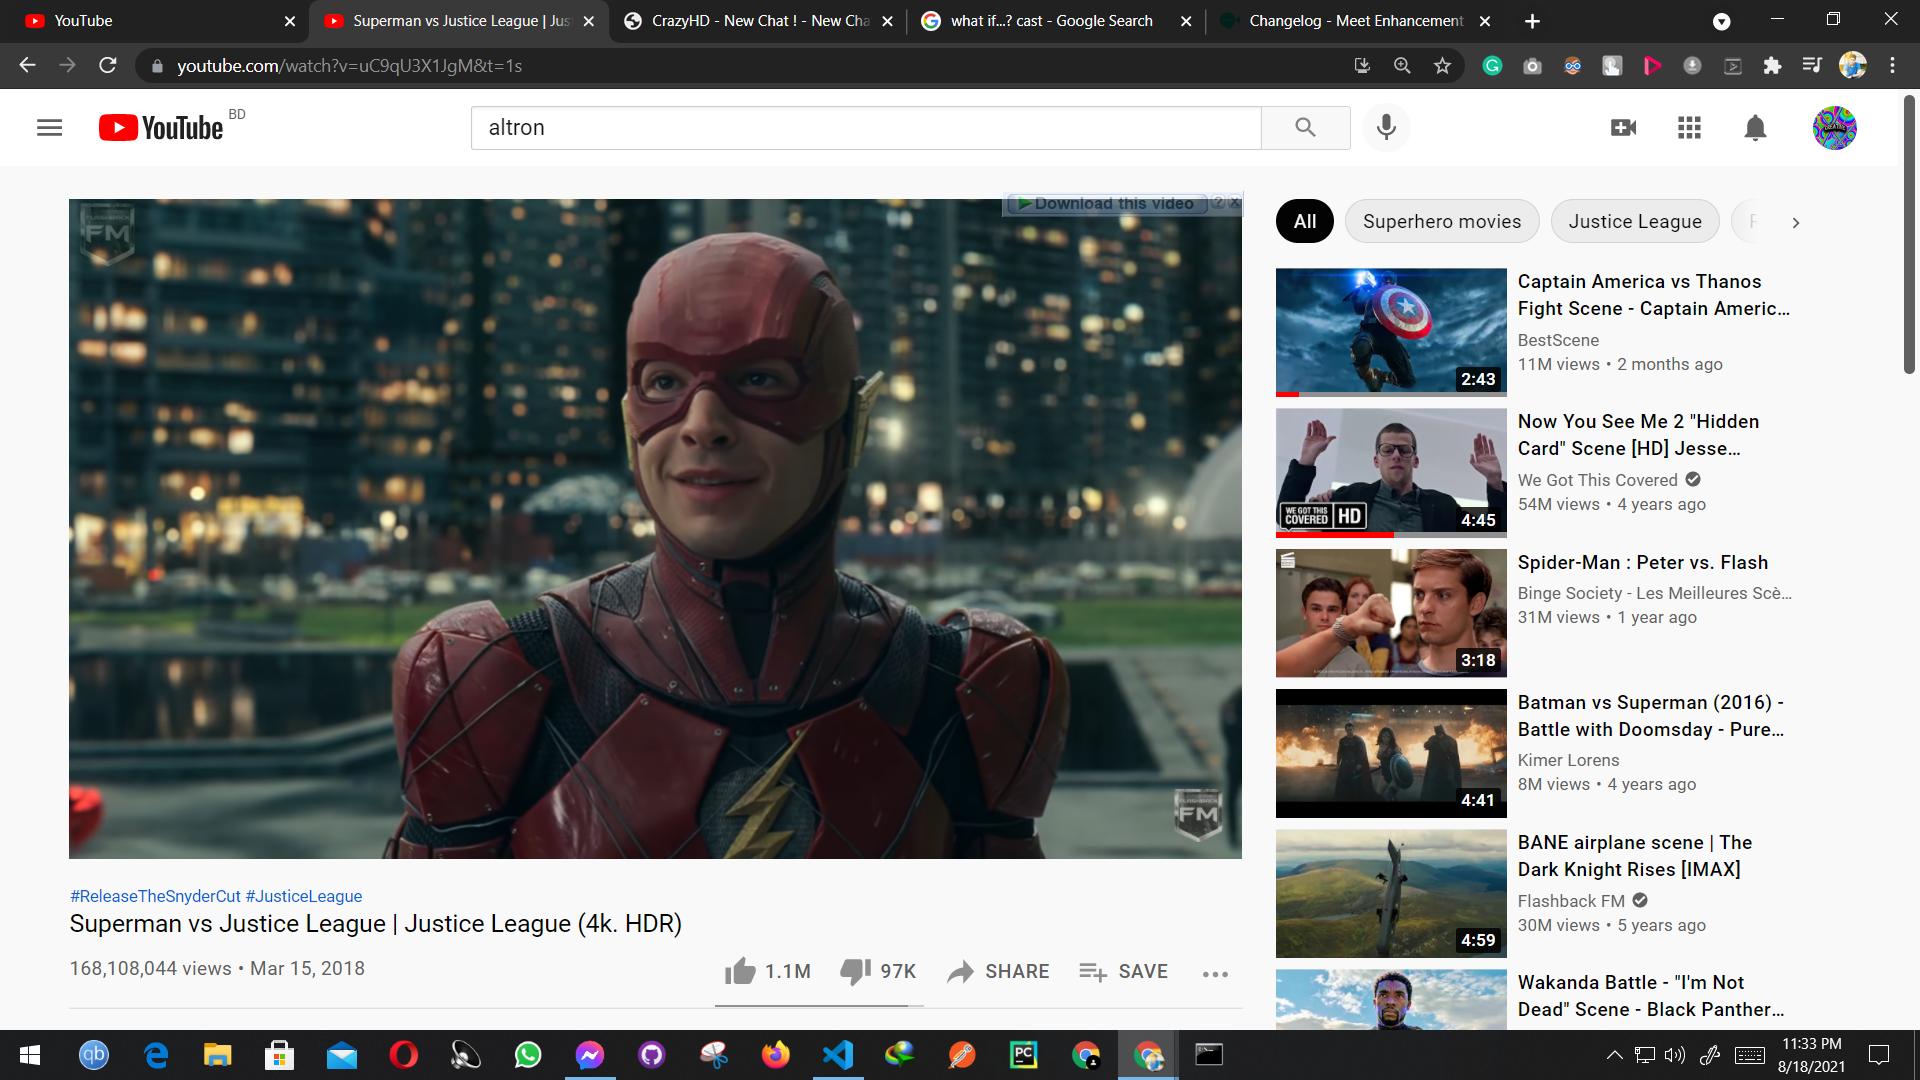 YouTube
Superman vs Justice League | Jus
CrazyHD - New Chat ! - New Cha
what if...? cast - Google Search
Changelog - Meet Enhancement
youtube.com/watch?v=uC9qU3X1JgM&t=1s
YouTube
BD
altron
FLASHBACK
FM
Download this video
?
x
All
Superhero movies
Justice League
Captain America vs Thanos
Fight Scene - Captain Americ...
BestScene
11M views • 2 months ago
2:43
Now You See Me 2 "Hidden
Card" Scene [HD] Jesse...
We Got This Covered
54M views • 4 years ago
WE GOT THIS
COVERED
HD
4:45
Spider-Man : Peter vs. Flash
Binge Society - Les Meilleures Scè...
31M views • 1 year ago
3:18
Batman vs Superman (2016) -
Battle with Doomsday - Pure...
Kimer Lorens
8M views • 4 years ago
4:41
BANE airplane scene | The
Dark Knight Rises [IMAX]
Flashback FM
30M views • 5 years ago
4:59
Wakanda Battle - "I'm Not
Dead" Scene - Black Panther...
FLASHBACK
FM
#ReleaseTheSnyderCut #JusticeLeague
Superman vs Justice League | Justice League (4k. HDR)
168,108,044 views • Mar 15, 2018
1.1M
97K
SHARE
SAVE
qb
PC
11:33 PM
8/18/2021